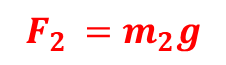 F₂ = m₂g